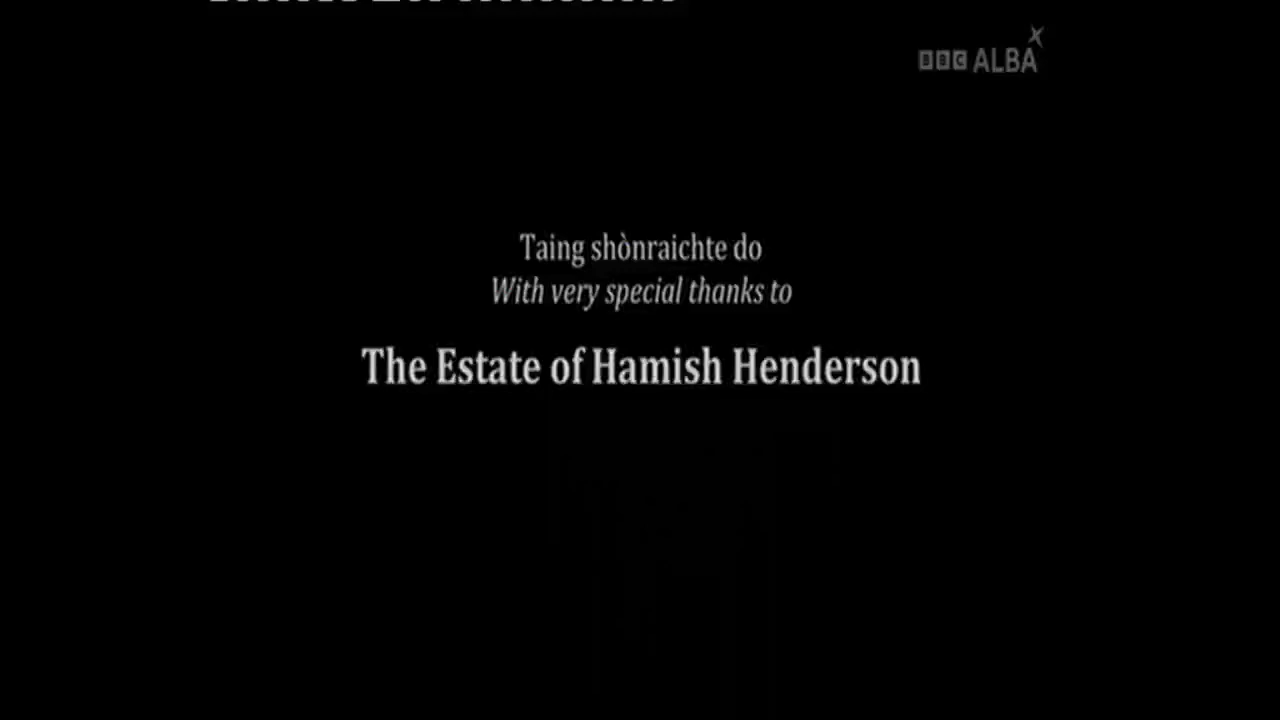 BBC ALBA
Taing shònraichte do
With very special thanks to
The Estate of Hamish Henderson